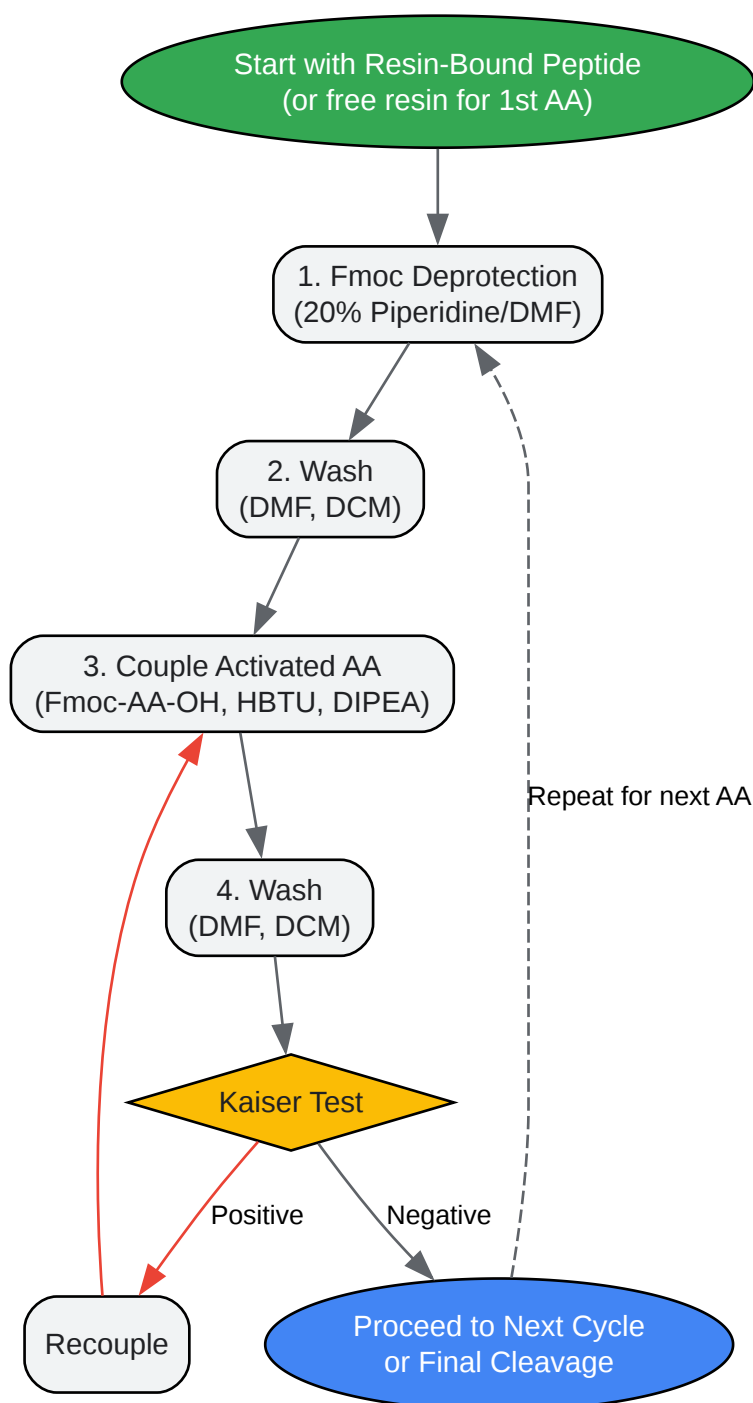 Start with Resin-Bound Peptide
(or free resin for 1st AA)
1. Fmoc Deprotection
(20% Piperidine/DMF)
2. Wash
(DMF, DCM)
3. Couple Activated AA
(Fmoc-AA-OH, HBTU, DIPEA)
Repeat for next AA
4. Wash
(DMF, DCM)
Kaiser Test
Positive
Negative
Recouple
Proceed to Next Cycle
or Final Cleavage